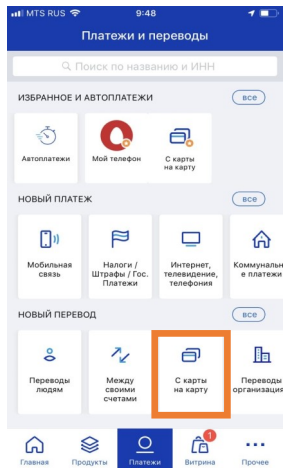 MTS RUS 9:48
Платежи и переводы
Поиск по названию и ИНН
ИЗБРАННОЕ И АВТОПЛАТЕЖИ
все
Автоплатежи
Мой телефон
С карты
на карту
НОВЫЙ ПЛАТЕЖ
все
Мобильная
связь
Налоги /
Штрафы / Гос.
Платежи
Интернет,
телевидение,
телефония
Коммунальн
е платежи
НОВЫЙ ПЕРЕВОД
все
Переводы
людям
Между
своими
счетами
С карты
на карту
Переводы
организация
1
Главная
Продукты
Платежи
Витрина
Прочее